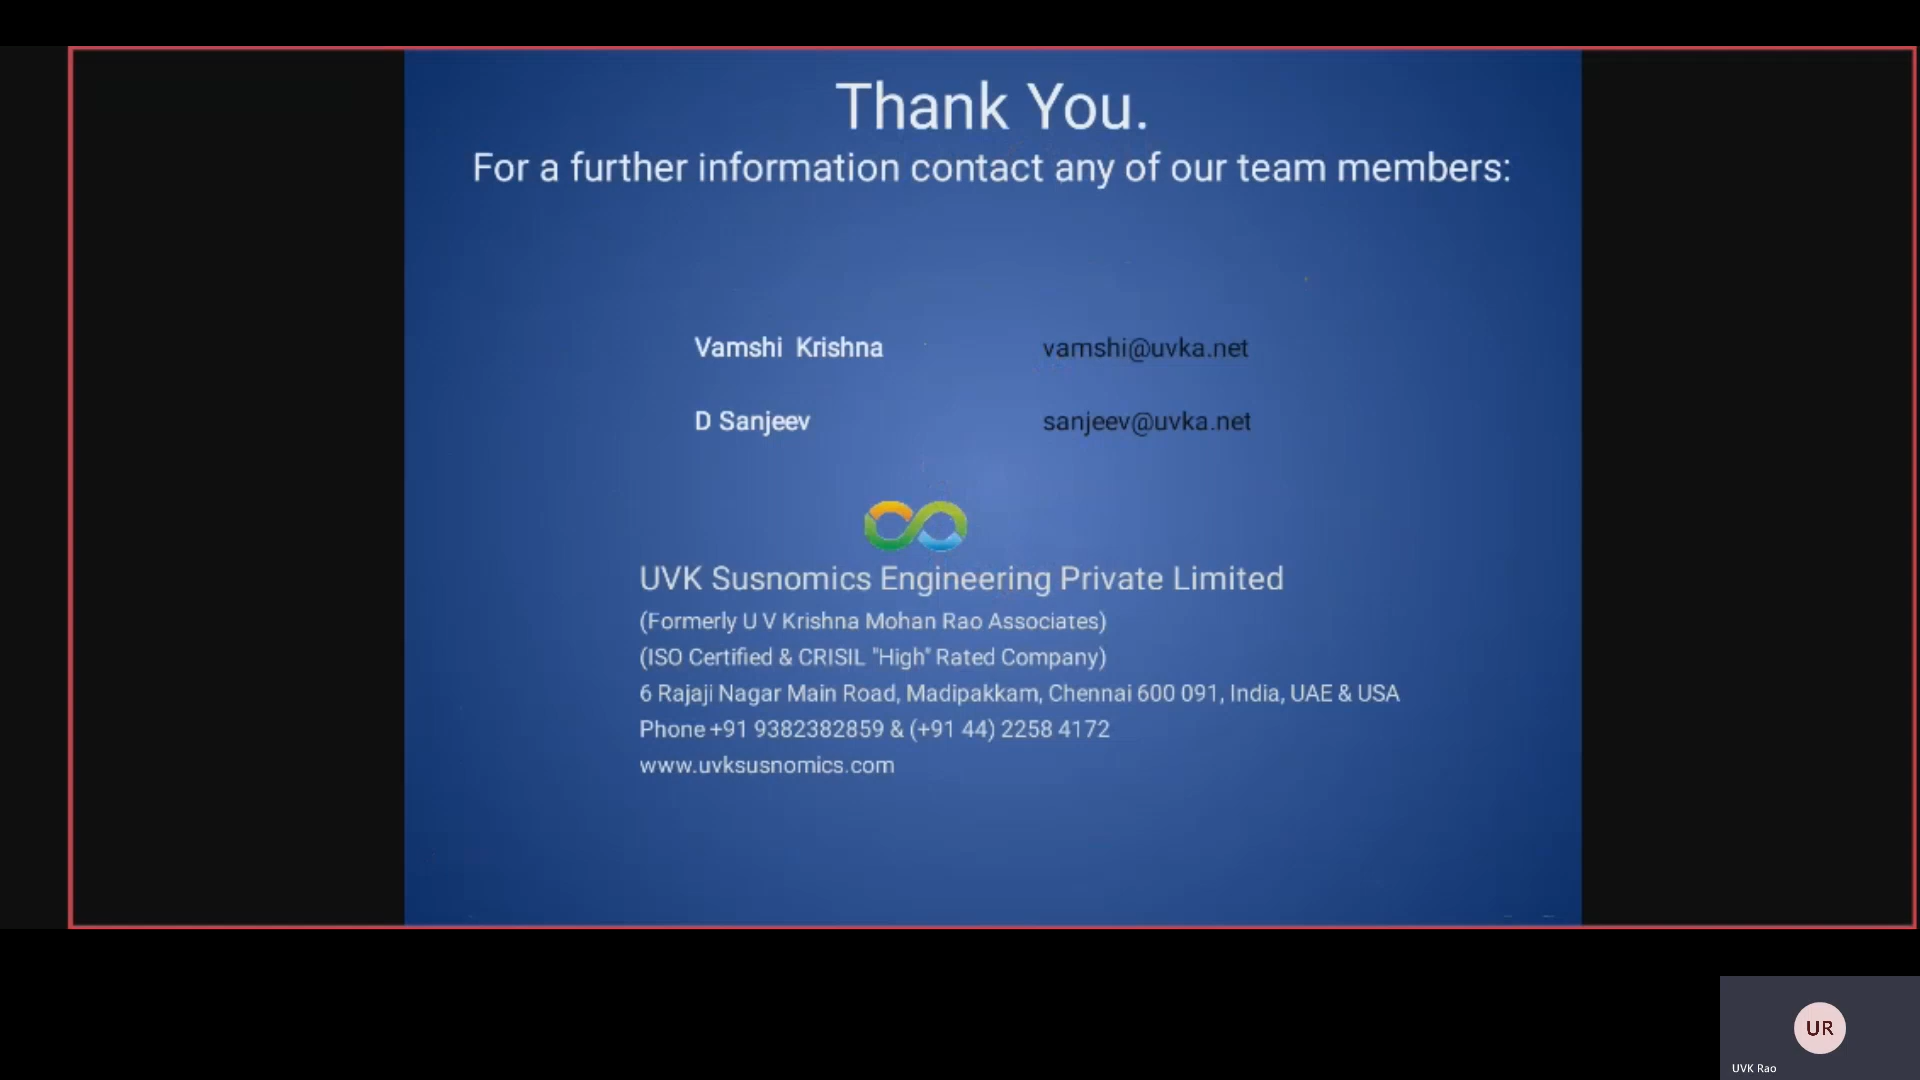 Thank You.
For a further information contact any of our team members:
Vamshi Krishna vamshi@uvka.net
D Sanjeev sanjeev@uvka.net
UVK Susnomics Engineering Private Limited
(Formerly U V Krishna Mohan Rao Associates)
(ISO Certified & CRISIL "High" Rated Company)
6 Rajaji Nagar Main Road, Madipakkam, Chennai 600 091, India, UAE & USA
Phone +91 9382382859 & (+91 44) 2258 4172
www.uvksusnomics.com
UR
UVK Rao